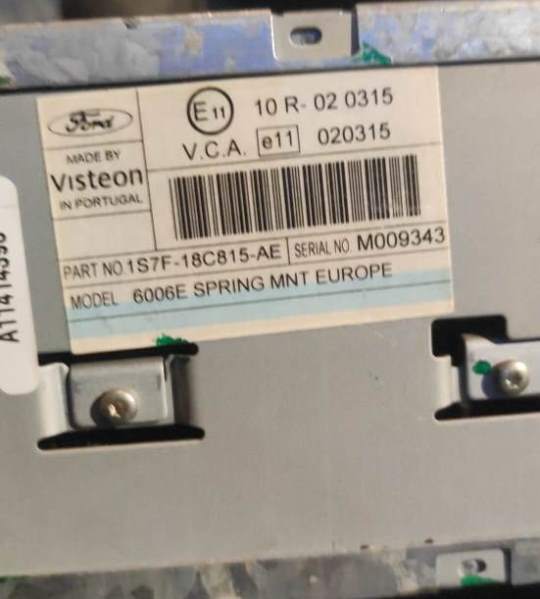 Ford
MADE BY
Visteon
IN PORTUGAL
E11 10 R- 02 0315
V.C.A. e11 020315
PART NO. 1S7F-18C815-AE SERIAL NO M009343
MODEL 6006E SPRING MNT EUROPE